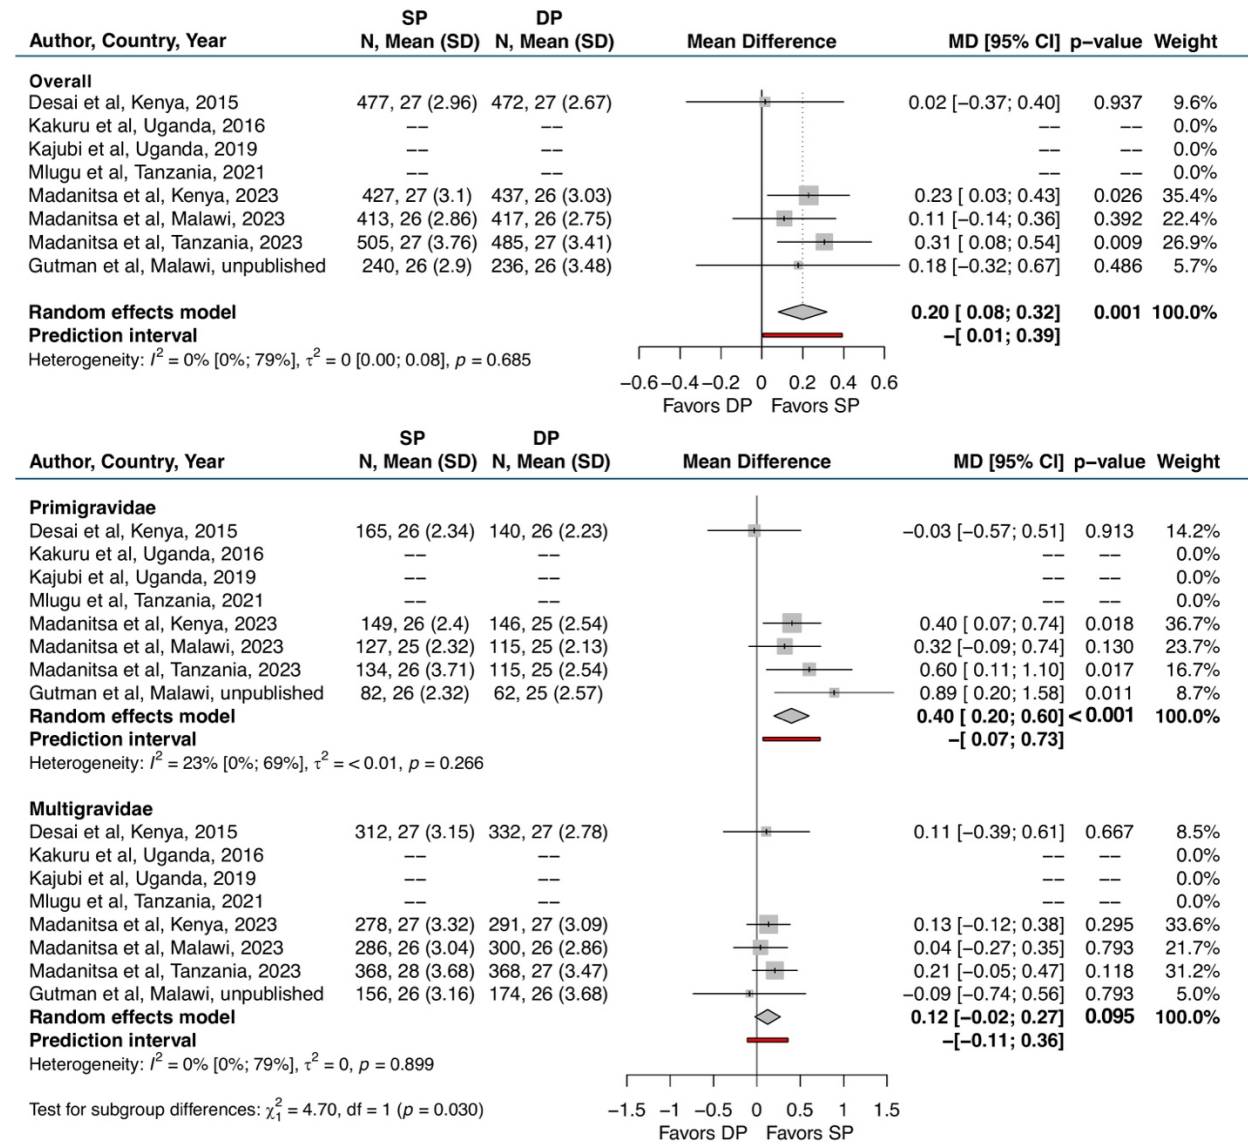 SP DP
Author, Country, Year N, Mean (SD) N, Mean (SD) Mean Difference MD [95% CI] p−value Weight
Overall
Desai et al, Kenya, 2015 477, 27 (2.96) 472, 27 (2.67) 0.02 [−0.37; 0.40] 0.937 9.6%
Kakuru et al, Uganda, 2016 −− −− −− −− 0.0%
Kajubi et al, Uganda, 2019 −− −− −− −− 0.0%
Mlugu et al, Tanzania, 2021 −− −− −− −− 0.0%
Madanitsa et al, Kenya, 2023 427, 27 (3.1) 437, 26 (3.03) 0.23 [ 0.03; 0.43] 0.026 35.4%
Madanitsa et al, Malawi, 2023 413, 26 (2.86) 417, 26 (2.75) 0.11 [−0.14; 0.36] 0.392 22.4%
Madanitsa et al, Tanzania, 2023 505, 27 (3.76) 485, 27 (3.41) 0.31 [ 0.08; 0.54] 0.009 26.9%
Gutman et al, Malawi, unpublished 240, 26 (2.9) 236, 26 (3.48) 0.18 [−0.32; 0.67] 0.486 5.7%
Random effects model 0.20 [ 0.08; 0.32] 0.001 100.0%
Prediction interval −[ 0.01; 0.39]
Heterogeneity: I² = 0% [0%; 79%], τ² = 0 [0.00; 0.08], p = 0.685
−0.6 −0.4 −0.2 0 0.2 0.4 0.6
Favors DP Favors SP
SP DP
Author, Country, Year N, Mean (SD) N, Mean (SD) Mean Difference MD [95% CI] p−value Weight
Primigravidae
Desai et al, Kenya, 2015 165, 26 (2.34) 140, 26 (2.23) −0.03 [−0.57; 0.51] 0.913 14.2%
Kakuru et al, Uganda, 2016 −− −− −− −− 0.0%
Kajubi et al, Uganda, 2019 −− −− −− −− 0.0%
Mlugu et al, Tanzania, 2021 −− −− −− −− 0.0%
Madanitsa et al, Kenya, 2023 149, 26 (2.4) 146, 25 (2.54) 0.40 [ 0.07; 0.74] 0.018 36.7%
Madanitsa et al, Malawi, 2023 127, 25 (2.32) 115, 25 (2.13) 0.32 [−0.09; 0.74] 0.130 23.7%
Madanitsa et al, Tanzania, 2023 134, 26 (3.71) 115, 25 (2.54) 0.60 [ 0.11; 1.10] 0.017 16.7%
Gutman et al, Malawi, unpublished 82, 26 (2.32) 62, 25 (2.57) 0.89 [ 0.20; 1.58] 0.011 8.7%
Random effects model 0.40 [ 0.20; 0.60] < 0.001 100.0%
Prediction interval −[ 0.07; 0.73]
Heterogeneity: I² = 23% [0%; 69%], τ² = < 0.01, p = 0.266
Multigravidae
Desai et al, Kenya, 2015 312, 27 (3.15) 332, 27 (2.78) 0.11 [−0.39; 0.61] 0.667 8.5%
Kakuru et al, Uganda, 2016 −− −− −− −− 0.0%
Kajubi et al, Uganda, 2019 −− −− −− −− 0.0%
Mlugu et al, Tanzania, 2021 −− −− −− −− 0.0%
Madanitsa et al, Kenya, 2023 278, 27 (3.32) 291, 27 (3.09) 0.13 [−0.12; 0.38] 0.295 33.6%
Madanitsa et al, Malawi, 2023 286, 26 (3.04) 300, 26 (2.86) 0.04 [−0.27; 0.35] 0.793 21.7%
Madanitsa et al, Tanzania, 2023 368, 28 (3.68) 368, 27 (3.47) 0.21 [−0.05; 0.47] 0.118 31.2%
Gutman et al, Malawi, unpublished 156, 26 (3.16) 174, 26 (3.68) −0.09 [−0.74; 0.56] 0.793 5.0%
Random effects model 0.12 [−0.02; 0.27] 0.095 100.0%
Prediction interval −[−0.11; 0.36]
Heterogeneity: I² = 0% [0%; 79%], τ² = 0, p = 0.899
Test for subgroup differences: χ²₁ = 4.70, df = 1 (p = 0.030)
−1.5 −1 −0.5 0 0.5 1 1.5
Favors DP Favors SP